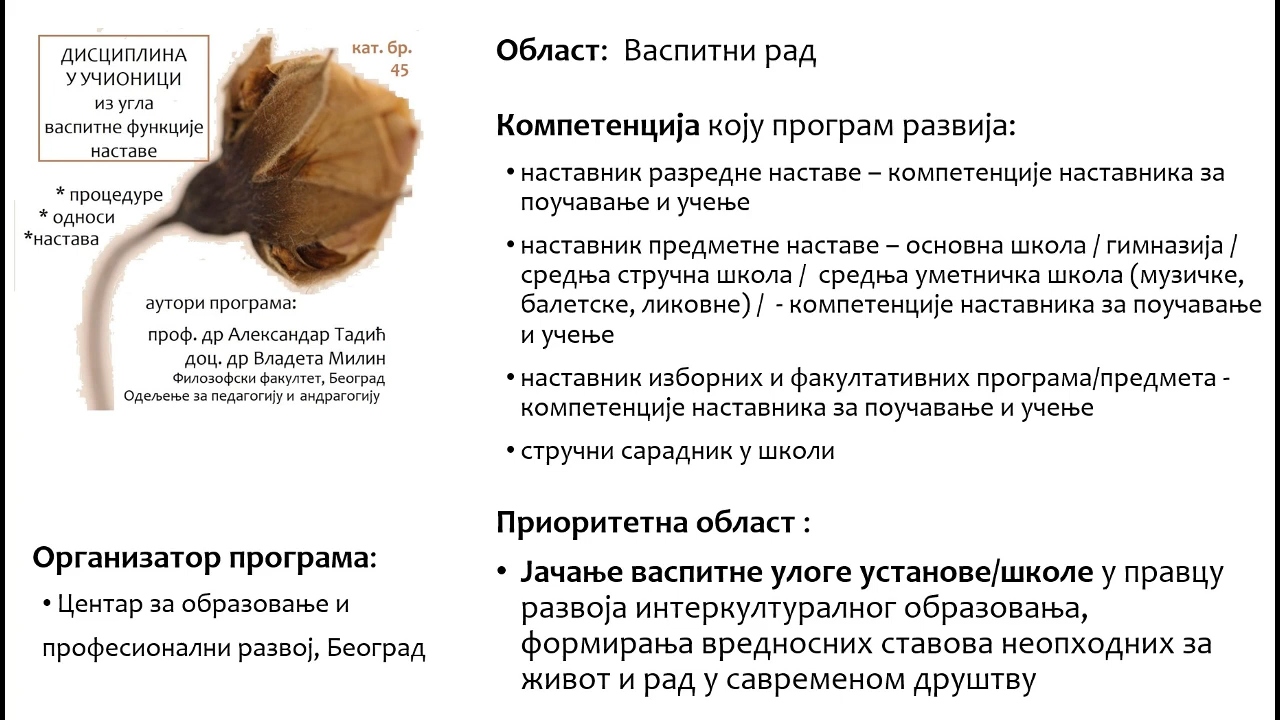 ДИСЦИПЛИНА
У УЧИОНИЦИ
из угла
васпитне функције
наставе
кат. бр.
45
* процедуре
* односи
*настава
аутори програма:
проф. др Александар Тадић
доц. др Владета Милин
Филозофски факултет, Београд
Одељење за педагогију и андрагогију
Организатор програма:
• Центар за образовање и
професионални развој, Београд
Област: Васпитни рад
Компетенција коју програм развија:
• наставник разредне наставе – компетенције наставника за
поучавање и учење
• наставник предметне наставе – основна школа / гимназија /
средња стручна школа / средња уметничка школа (музичке,
балетске, ликовне) / - компетенције наставника за поучавање
и учење
• наставник изборних и факултативних програма/предмета -
компетенције наставника за поучавање и учење
• стручни сарадник у школи
Приоритетна област :
• Јачање васпитне улоге установе/школе у правцу
развоја интеркултуралног образовања,
формирања вредносних ставова неопходних за
живот и рад у савременом друштву